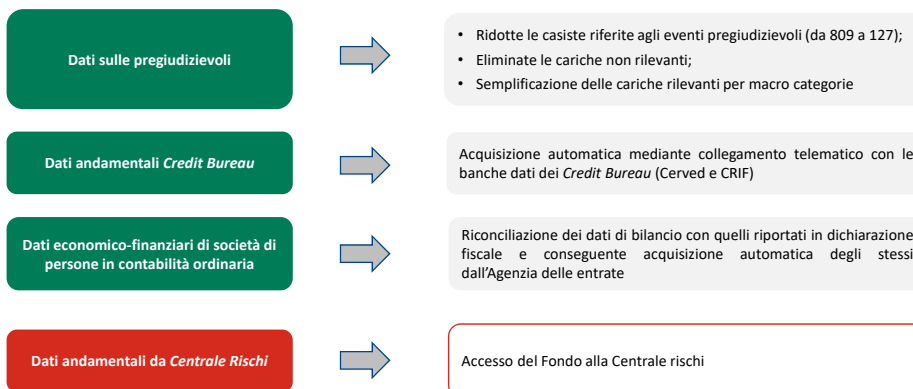 Dati sulle pregiudizievoli
• Ridotte le casiste riferite agli eventi pregiudizievoli (da 809 a 127);
• Eliminate le cariche non rilevanti;
• Semplificazione delle cariche rilevanti per macro categorie
Dati andamentali Credit Bureau
Acquisizione automatica mediante collegamento telematico con le
banche dati dei Credit Bureau (Cerved e CRIF)
Dati economico-finanziari di società di
persone in contabilità ordinaria
Riconciliazione dei dati di bilancio con quelli riportati in dichiarazione
fiscale e conseguente acquisizione automatica degli stessi
dall'Agenzia delle entrate
Dati andamentali da Centrale Rischi
Accesso del Fondo alla Centrale rischi